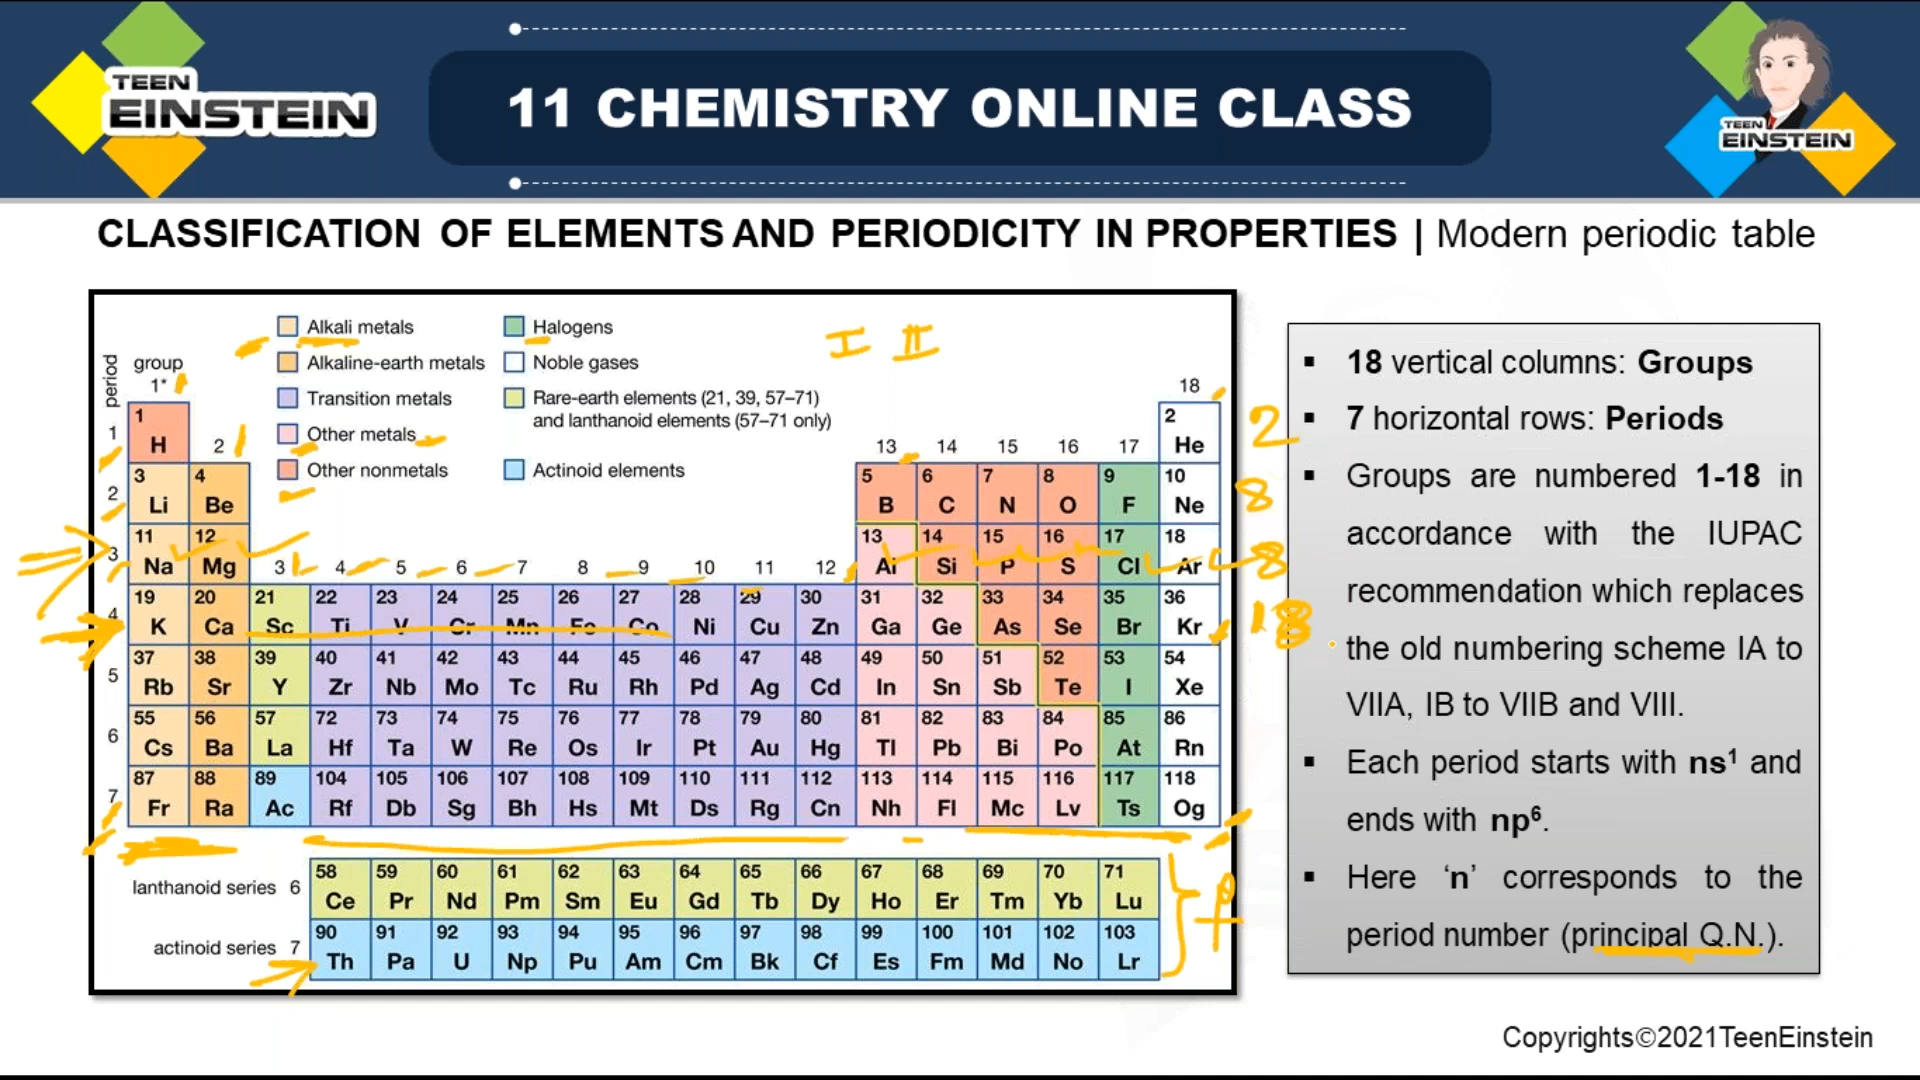 TEEN
EINSTEIN
11 CHEMISTRY ONLINE CLASS
TEEN
EINSTEIN
CLASSIFICATION OF ELEMENTS AND PERIODICITY IN PROPERTIES | Modern periodic table
Alkali metals
Alkaline-earth metals
Transition metals
Other metals
Other nonmetals
Halogens
Noble gases
Rare-earth elements (21, 39, 57–71)
and lanthanoid elements (57–71 only)
Actinoid elements
I II
period
group
1* 18
2 13 14 15 16 17
3 4 5 6 7 8 9 10 11 12
1 2
1 H He 2
3 4 5 6 7 8 9 10
2 Li Be B C N O F Ne 8
11 12 13 14 15 16 17 18
3 Na Mg Al Si P S Cl Ar 8
19 20 21 22 23 24 25 26 27 28 29 30 31 32 33 34 35 36
4 K Ca Sc Ti V Cr Mn Fe Co Ni Cu Zn Ga Ge As Se Br Kr 18
37 38 39 40 41 42 43 44 45 46 47 48 49 50 51 52 53 54
5 Rb Sr Y Zr Nb Mo Tc Ru Rh Pd Ag Cd In Sn Sb Te I Xe
55 56 57 72 73 74 75 76 77 78 79 80 81 82 83 84 85 86
6 Cs Ba La Hf Ta W Re Os Ir Pt Au Hg Tl Pb Bi Po At Rn
87 88 89 104 105 106 107 108 109 110 111 112 113 114 115 116 117 118
7 Fr Ra Ac Rf Db Sg Bh Hs Mt Ds Rg Cn Nh Fl Mc Lv Ts Og
58 59 60 61 62 63 64 65 66 67 68 69 70 71
lanthanoid series 6 Ce Pr Nd Pm Sm Eu Gd Tb Dy Ho Er Tm Yb Lu
90 91 92 93 94 95 96 97 98 99 100 101 102 103
actinoid series 7 Th Pa U Np Pu Am Cm Bk Cf Es Fm Md No Lr
f
▪ 18 vertical columns: Groups
▪ 7 horizontal rows: Periods
▪ Groups are numbered 1-18 in
accordance with the IUPAC
recommendation which replaces
the old numbering scheme IA to
VIIA, IB to VIIB and VIII.
▪ Each period starts with ns¹ and
ends with np⁶.
▪ Here ‘n’ corresponds to the
period number (principal Q.N.).
Copyrights©2021TeenEinstein